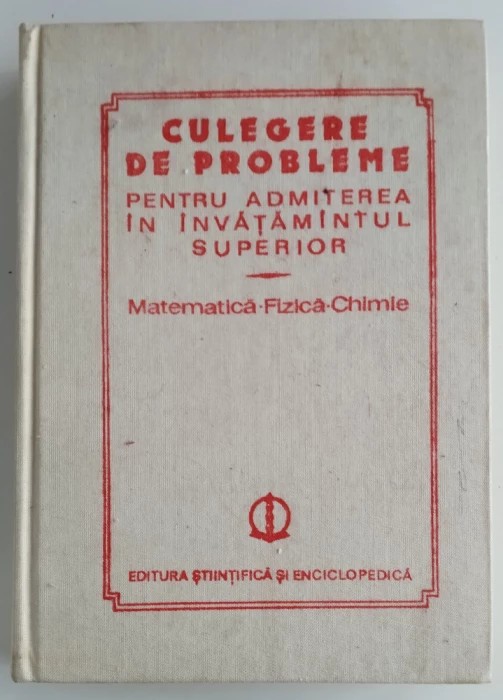 CULEGERE
DE PROBLEME
PENTRU ADMITEREA
ÎN ÎNVĂȚĂMÎNTUL
SUPERIOR
Matematică·Fizică·Chimie
EDITURA ȘTIINȚIFICĂ ȘI ENCICLOPEDICĂ